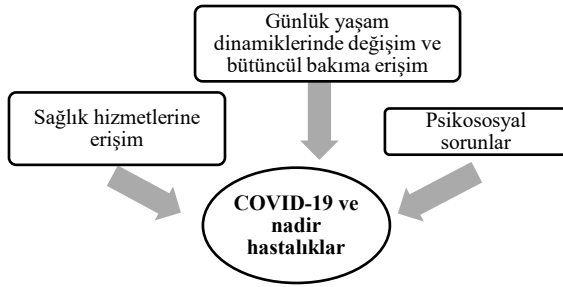 Günlük yaşam
dinamiklerinde değişim ve
bütüncül bakıma erişim
Sağlık hizmetlerine
erişim
Psikososyal
sorunlar
COVID-19 ve
nadir
hastalıklar